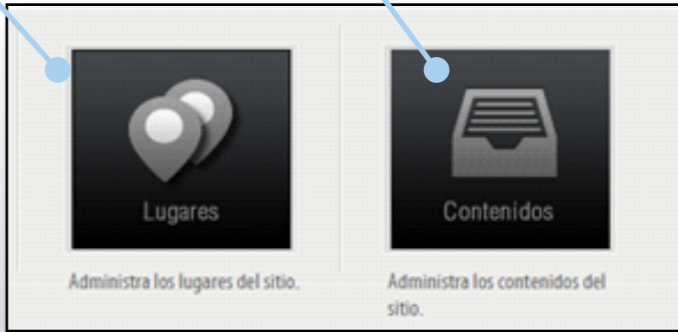 Lugares
Contenidos
Administra los lugares del sitio.
Administra los contenidos del
sitio.